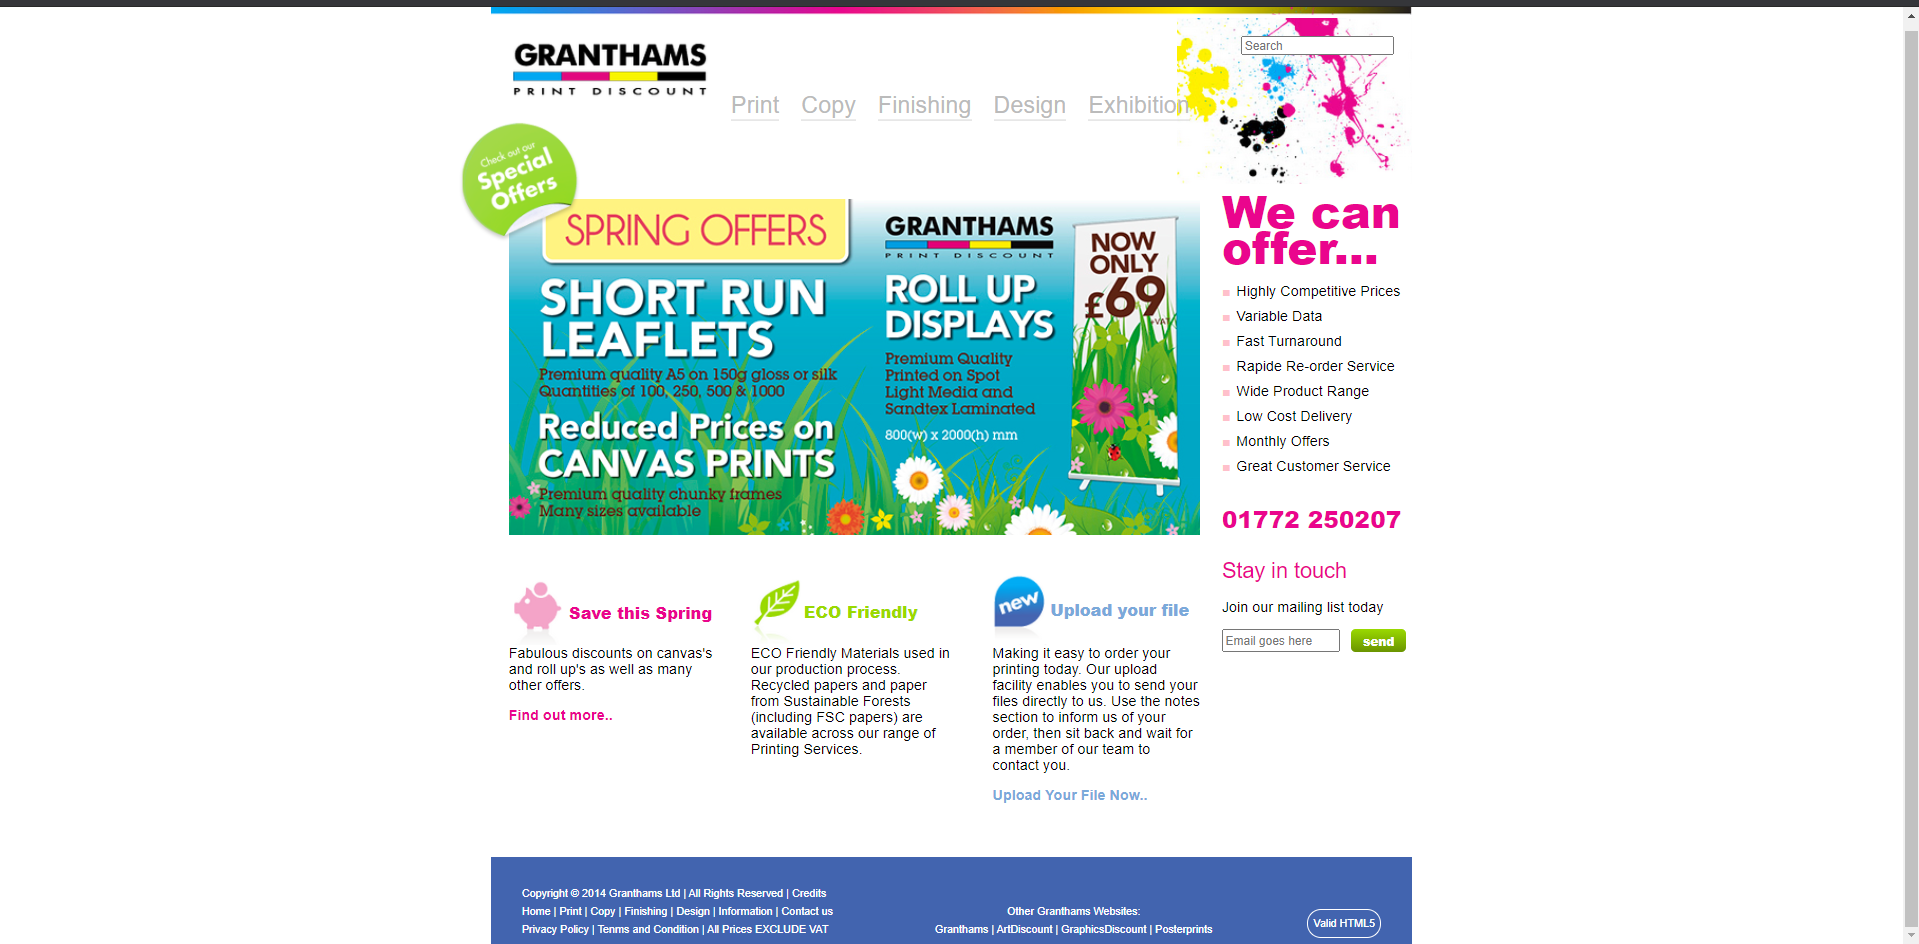 GRANTHAMS
PRINT DISCOUNT
Search
Print Copy Finishing Design Exhibition
Check out our
Special
Offers
SPRING OFFERS
SHORT RUN
LEAFLETS
Premium quality A5 on 150g gloss or silk
Quantities of 100, 250, 500 & 1000
Reduced Prices on
CANVAS PRINTS
Premium quality chunky frames
Many sizes available
GRANTHAMS
PRINT DISCOUNT
ROLL UP
DISPLAYS
Premium Quality
Printed on Spot
Light Media and
Sandtex Laminated
800(w) x 2000(h) mm
NOW
ONLY
£69
+VAT
We can
offer...
Highly Competitive Prices
Variable Data
Fast Turnaround
Rapide Re-order Service
Wide Product Range
Low Cost Delivery
Monthly Offers
Great Customer Service
01772 250207
Stay in touch
Join our mailing list today
Email goes here
send
Save this Spring
Fabulous discounts on canvas's
and roll up's as well as many
other offers.
Find out more..
ECO Friendly
ECO Friendly Materials used in
our production process.
Recycled papers and paper
from Sustainable Forests
(including FSC papers) are
available across our range of
Printing Services.
new
Upload your file
Making it easy to order your
printing today. Our upload
facility enables you to send your
files directly to us. Use the notes
section to inform us of your
order, then sit back and wait for
a member of our team to
contact you.
Upload Your File Now..
Copyright © 2014 Granthams Ltd | All Rights Reserved | Credits
Home | Print | Copy | Finishing | Design | Information | Contact us
Privacy Policy | Tenms and Condition | All Prices EXCLUDE VAT
Other Granthams Websites:
Granthams | ArtDiscount | GraphicsDiscount | Posterprints
Valid HTML5